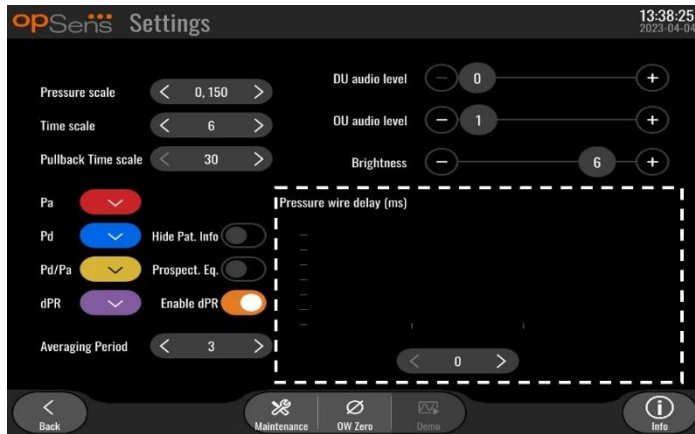 opSens Settings
13:38:25
2023-04-04
Pressure scale < 0, 150 >
Time scale < 6 >
Pullback Time scale < 30 >
DU audio level − 0 +
OU audio level − 1 +
Brightness − 6 +
Pa
Pd
Pd/Pa
dPR
Hide Pat. Info
Prospect. Eq.
Enable dPR
Averaging Period < 3 >
Pressure wire delay (ms)
< 0 >
< Back
Maintenance
OW Zero
Demo
i Info